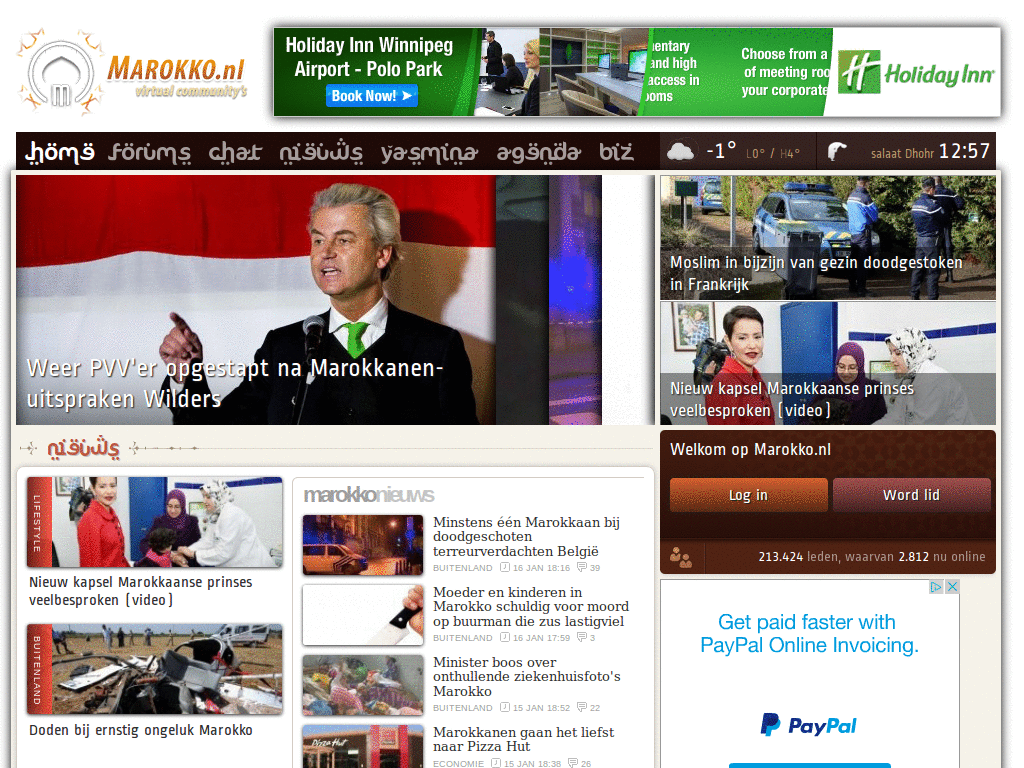 MAROKKO.nl
virtual community's
Holiday Inn Winnipeg
Airport - Polo Park
Book Now! ➤
mentary
and high
access in
ooms
Choose from a
of meeting roo
your corporate
H Holiday Inn
home forums chat nieuws yasmina agenda biz
-1° L0° / H4°
salaat Dhohr 12:57
Weer PVV'er opgestapt na Marokkanen-
uitspraken Wilders
Moslim in bijzijn van gezin doodgestoken
in Frankrijk
Nieuw kapsel Marokkaanse prinses
veelbesproken (video)
nieuws
Welkom op Marokko.nl
Log in
Word lid
213.424 leden, waarvan 2.812 nu online
LIFESTYLE
Nieuw kapsel Marokkaanse prinses
veelbesproken (video)
BUITENLAND
Doden bij ernstig ongeluk Marokko
marokkonieuws
Minstens één Marokkaan bij
doodgeschoten
terreurverdachten België
BUITENLAND 16 JAN 18:16 39
Moeder en kinderen in
Marokko schuldig voor moord
op buurman die zus lastigviel
BUITENLAND 16 JAN 17:59 3
Minister boos over
onthullende ziekenhuisfoto's
Marokko
BUITENLAND 15 JAN 18:52 22
Pizza Hut
Marokkanen gaan het liefst
naar Pizza Hut
ECONOMIE 15 JAN 18:38 26
Get paid faster with
PayPal Online Invoicing.
PayPal